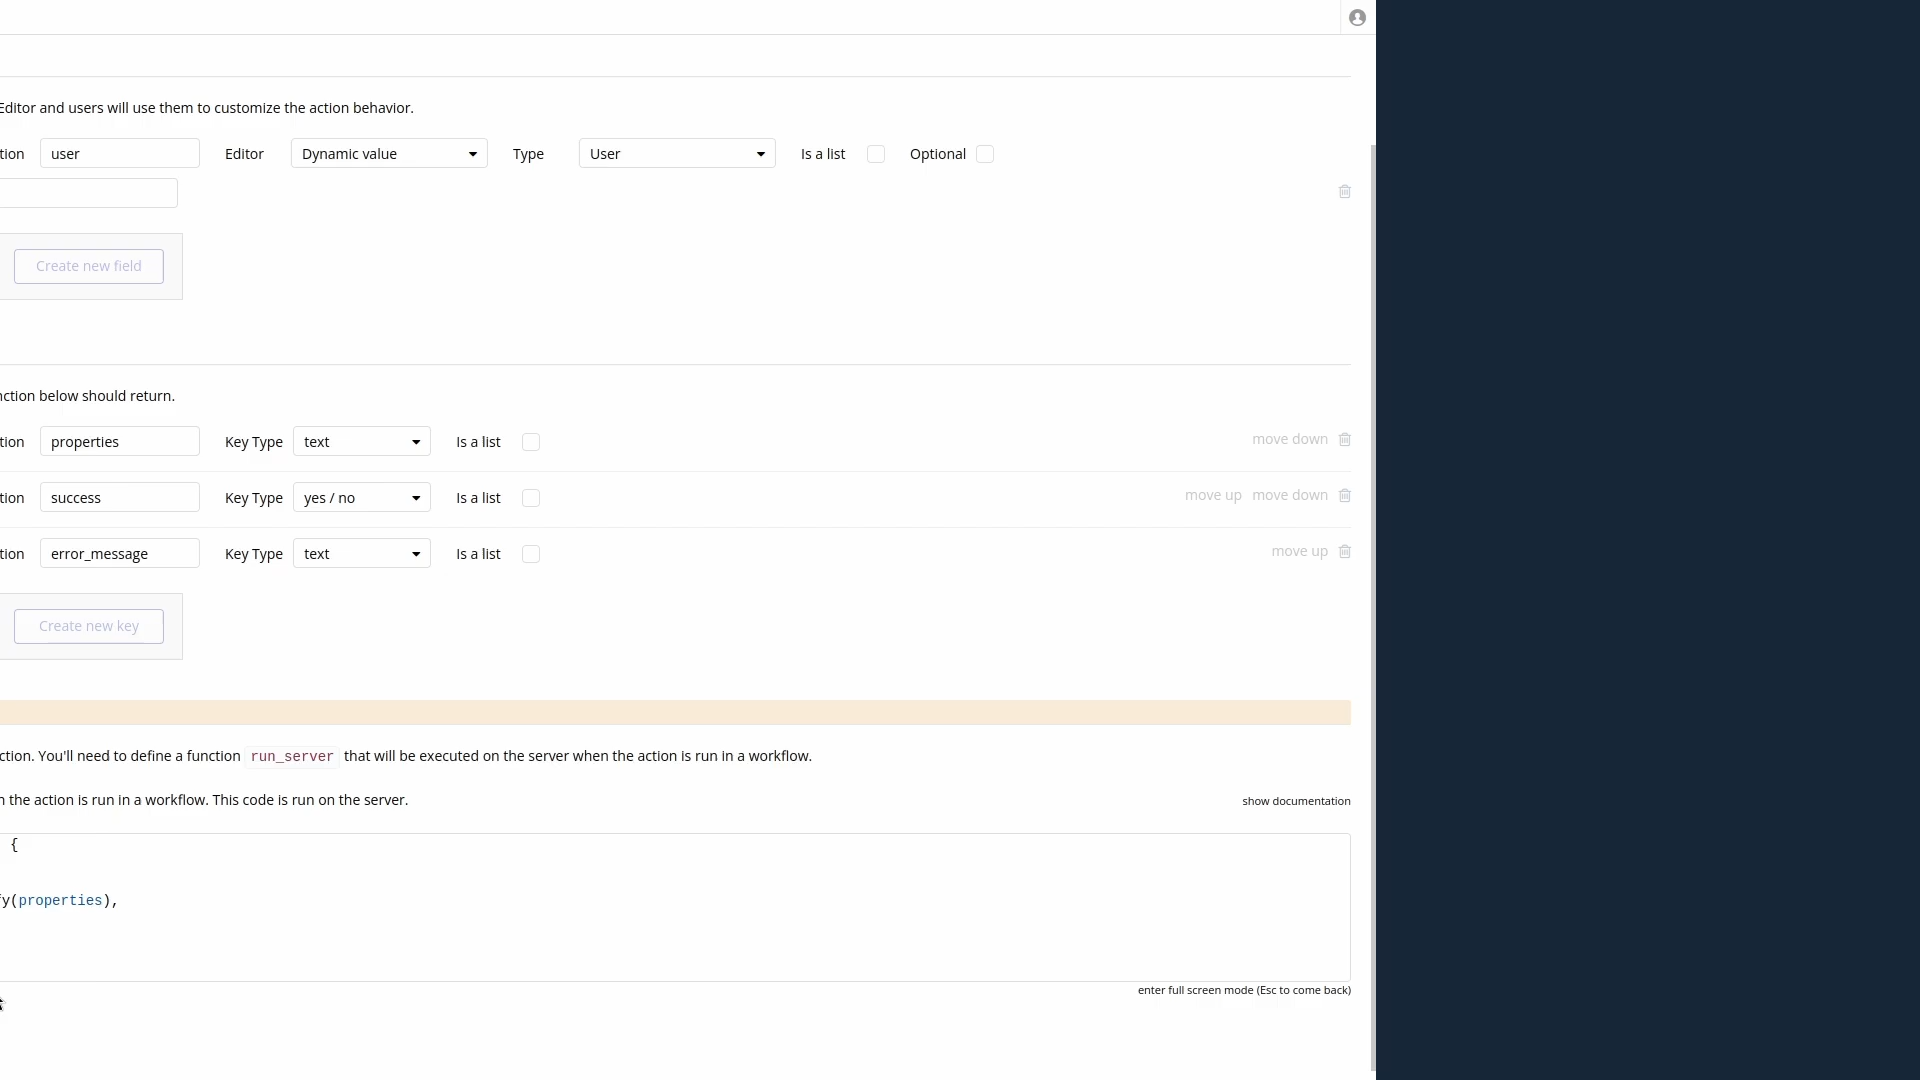 Editor and users will use them to customize the action behavior.
tion user Editor Dynamic value Type User Is a list Optional
Create new field
nction below should return.
tion properties Key Type text Is a list move down
tion success Key Type yes / no Is a list move up move down
tion error_message Key Type text Is a list move up
Create new key
ction. You'll need to define a function run_server that will be executed on the server when the action is run in a workflow.
n the action is run in a workflow. This code is run on the server. show documentation
{
fy(properties),
enter full screen mode (Esc to come back)